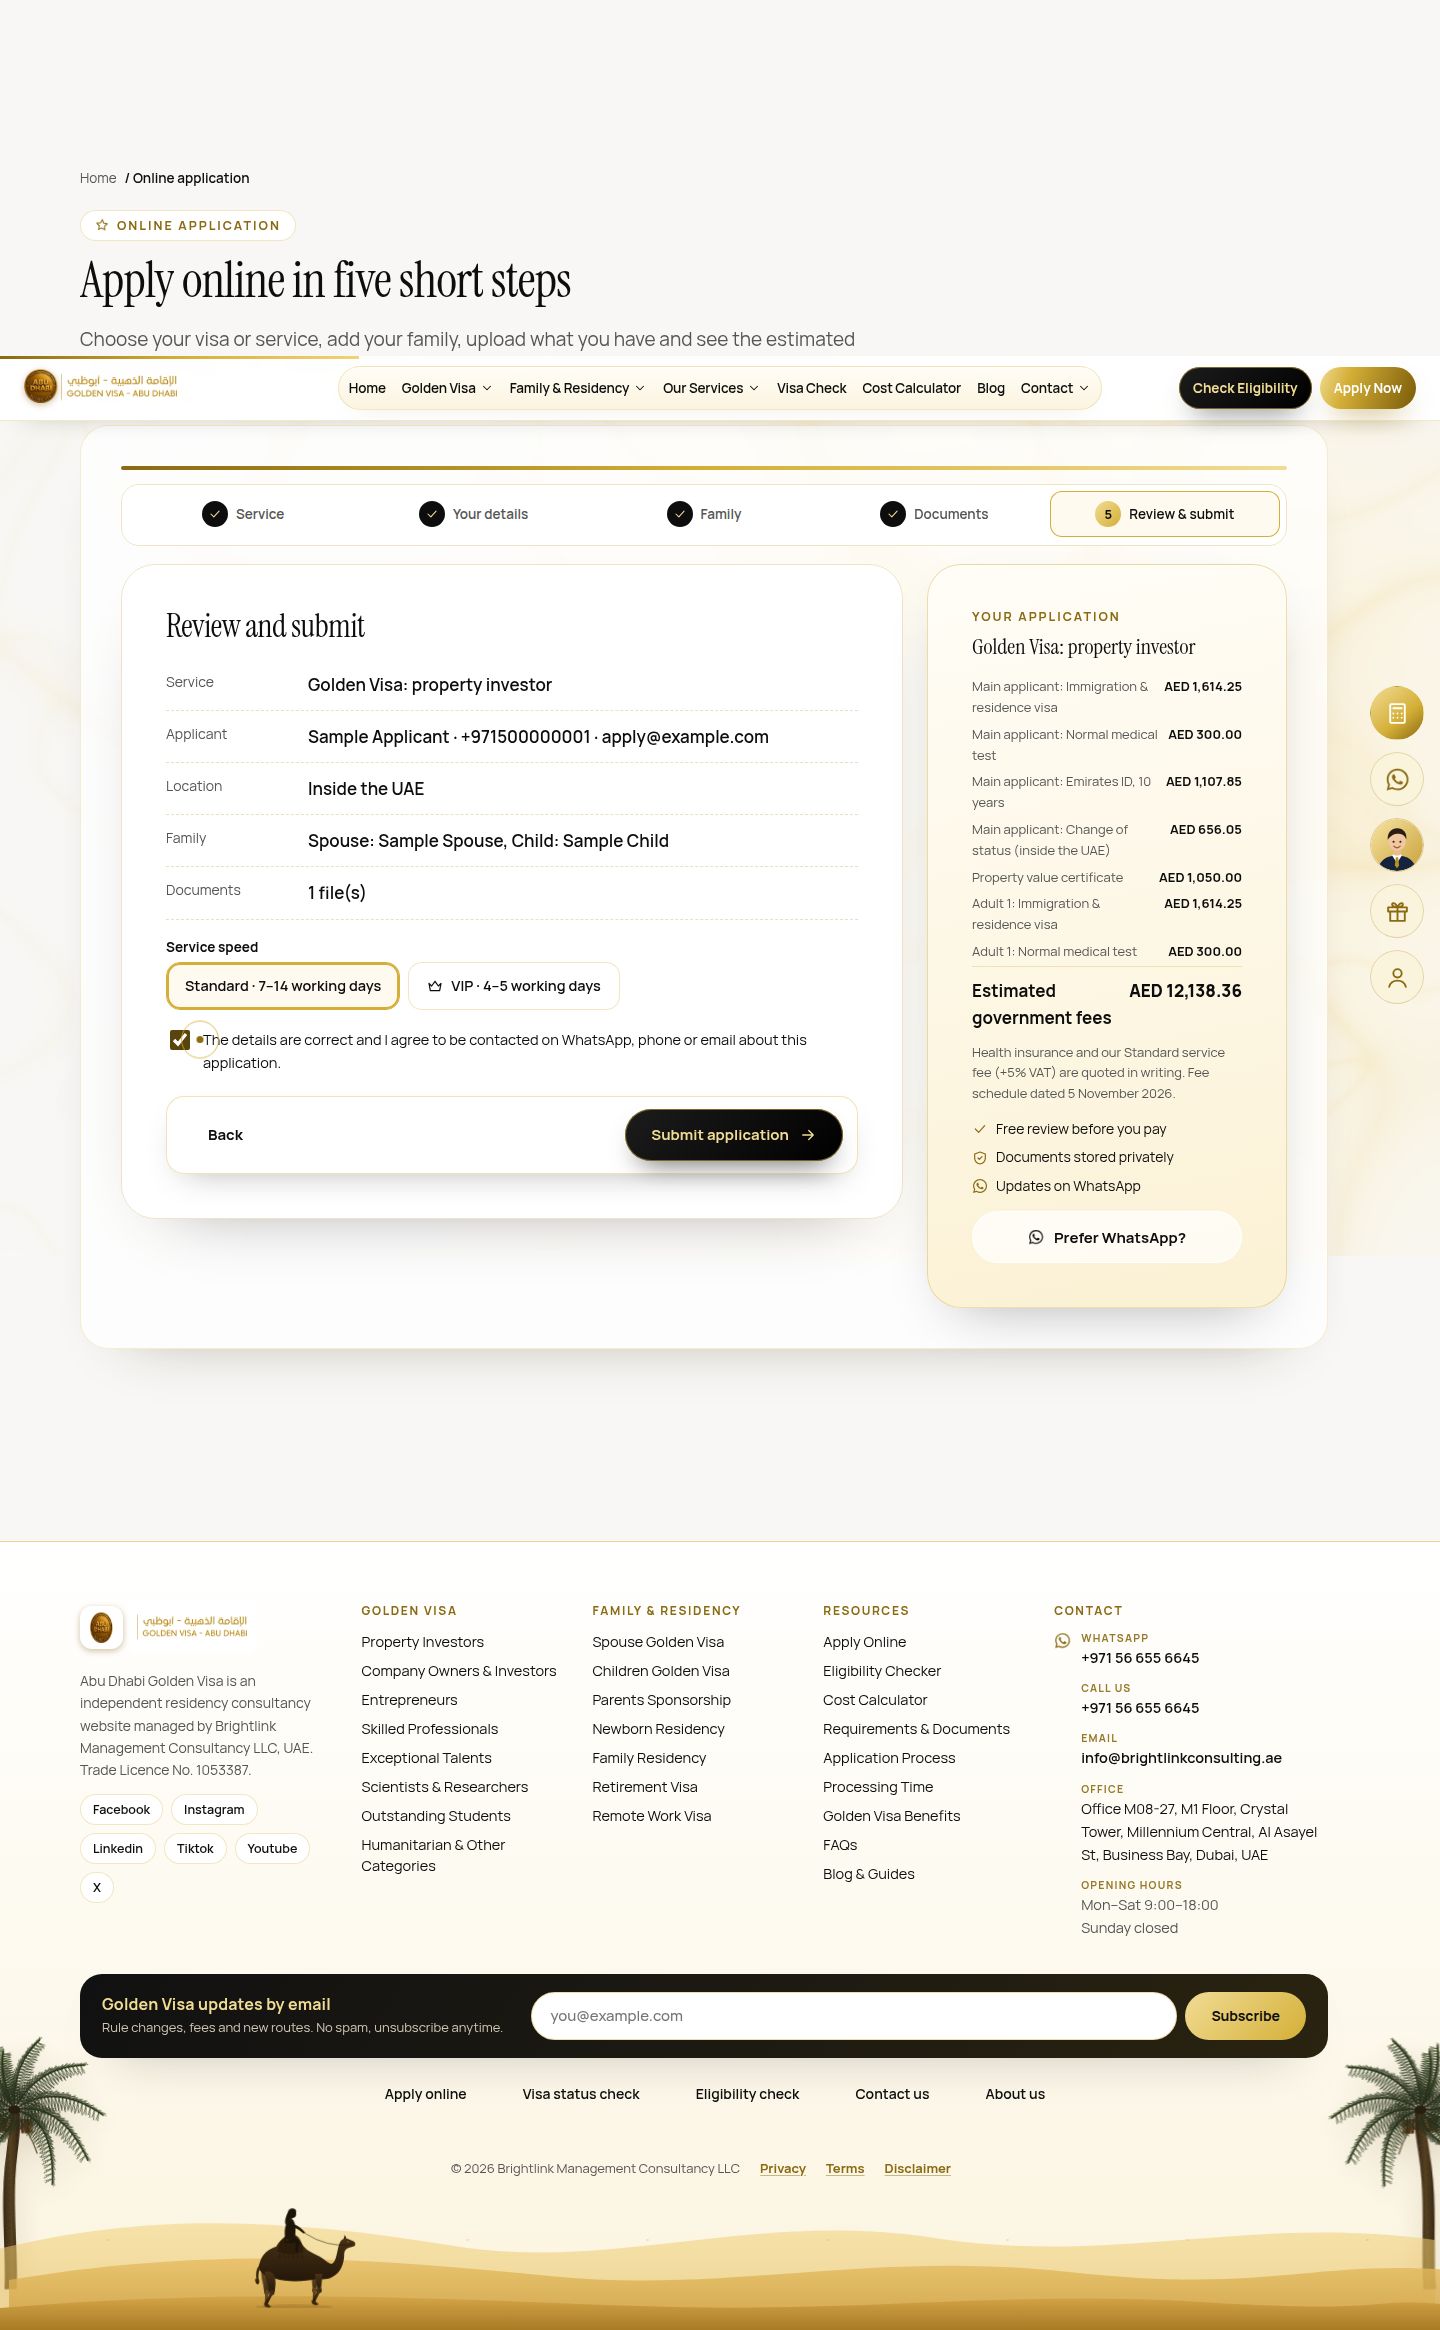 Home / Online application
ONLINE APPLICATION
Apply online in five short steps
Choose your visa or service, add your family, upload what you have and see the estimated
ABU DHABI
الإقامة الذهبية - ابوظبي
GOLDEN VISA - ABU DHABI
Home Golden Visa Family & Residency Our Services Visa Check Cost Calculator Blog Contact
Check Eligibility
Apply Now
Service
Your details
Family
Documents
5 Review & submit
Review and submit
Service Golden Visa: property investor
Applicant Sample Applicant · +971500000001 · apply@example.com
Location Inside the UAE
Family Spouse: Sample Spouse, Child: Sample Child
Documents 1 file(s)
Service speed
Standard · 7–14 working days
VIP · 4–5 working days
The details are correct and I agree to be contacted on WhatsApp, phone or email about this
application.
Back
Submit application
YOUR APPLICATION
Golden Visa: property investor
Main applicant: Immigration & AED 1,614.25
residence visa
Main applicant: Normal medical AED 300.00
test
Main applicant: Emirates ID, 10 AED 1,107.85
years
Main applicant: Change of AED 656.05
status (inside the UAE)
Property value certificate AED 1,050.00
Adult 1: Immigration & AED 1,614.25
residence visa
Adult 1: Normal medical test AED 300.00
Estimated AED 12,138.36
government fees
Health insurance and our Standard service
fee (+5% VAT) are quoted in writing. Fee
schedule dated 5 November 2026.
Free review before you pay
Documents stored privately
Updates on WhatsApp
Prefer WhatsApp?
الإقامة الذهبية - ابوظبي
GOLDEN VISA - ABU DHABI
Abu Dhabi Golden Visa is an
independent residency consultancy
website managed by Brightlink
Management Consultancy LLC, UAE.
Trade Licence No. 1053387.
Facebook Instagram
Linkedin Tiktok Youtube
X
GOLDEN VISA
Property Investors
Company Owners & Investors
Entrepreneurs
Skilled Professionals
Exceptional Talents
Scientists & Researchers
Outstanding Students
Humanitarian & Other
Categories
FAMILY & RESIDENCY
Spouse Golden Visa
Children Golden Visa
Parents Sponsorship
Newborn Residency
Family Residency
Retirement Visa
Remote Work Visa
RESOURCES
Apply Online
Eligibility Checker
Cost Calculator
Requirements & Documents
Application Process
Processing Time
Golden Visa Benefits
FAQs
Blog & Guides
CONTACT
WHATSAPP
+971 56 655 6645
CALL US
+971 56 655 6645
EMAIL
info@brightlinkconsulting.ae
OFFICE
Office M08-27, M1 Floor, Crystal
Tower, Millennium Central, Al Asayel
St, Business Bay, Dubai, UAE
OPENING HOURS
Mon–Sat 9:00–18:00
Sunday closed
Golden Visa updates by email
Rule changes, fees and new routes. No spam, unsubscribe anytime.
you@example.com
Subscribe
Apply online Visa status check Eligibility check Contact us About us
© 2026 Brightlink Management Consultancy LLC Privacy Terms Disclaimer